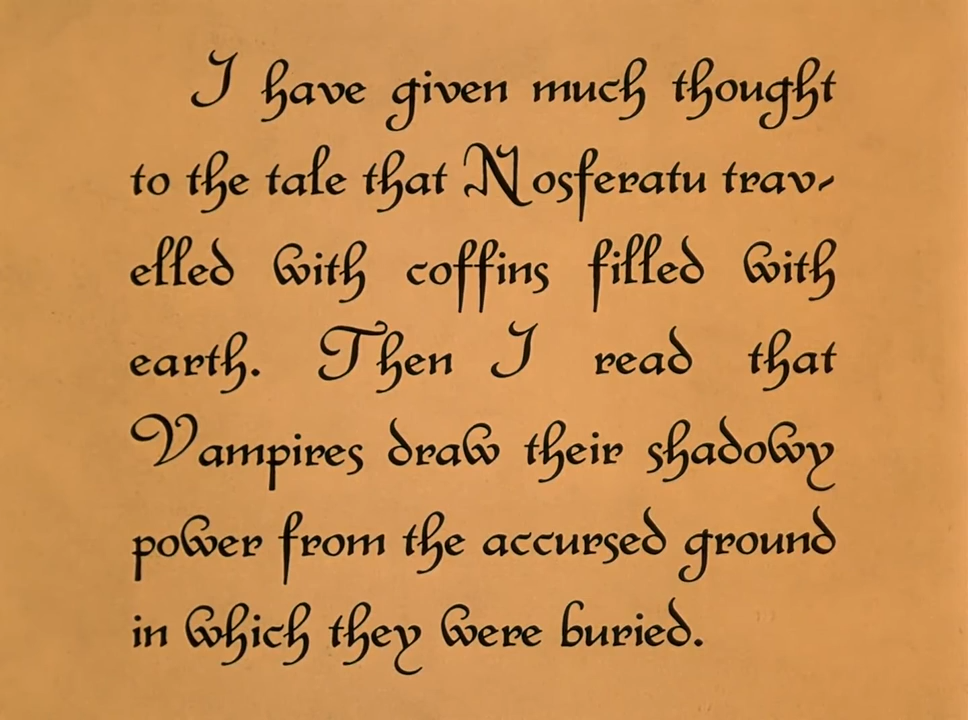 I have given much thought
to the tale that Nosferatu trav-
elled with coffins filled with
earth. Then I read that
Vampires draw their shadowy
power from the accursed ground
in which they were buried.